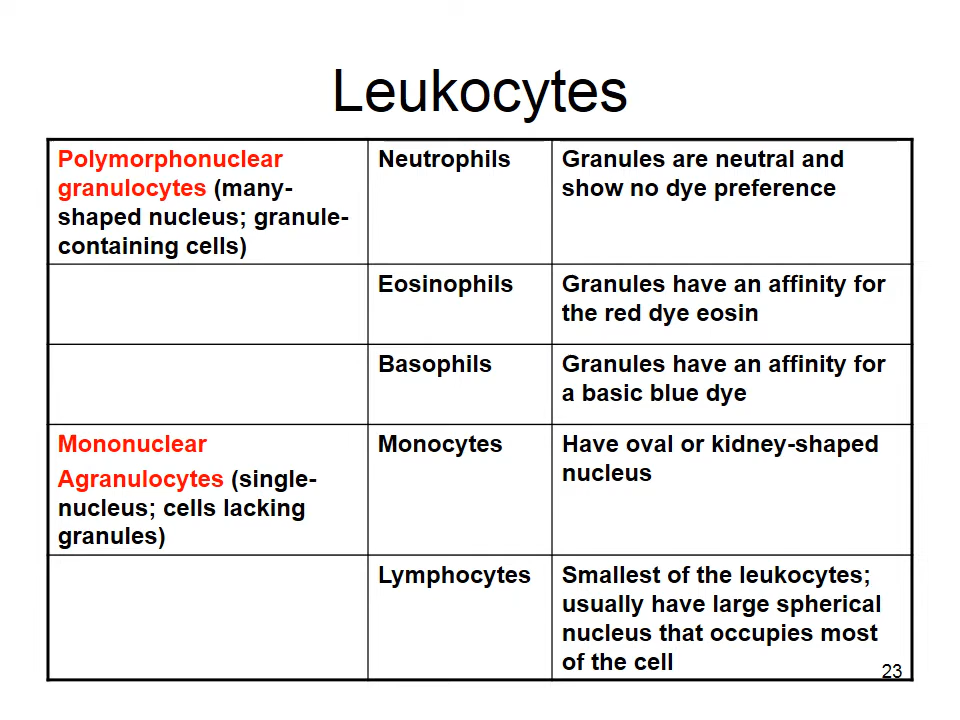 Leukocytes
Polymorphonuclear
granulocytes (many-
shaped nucleus; granule-
containing cells)
Neutrophils
Granules are neutral and
show no dye preference
Eosinophils
Granules have an affinity for
the red dye eosin
Basophils
Granules have an affinity for
a basic blue dye
Mononuclear
Agranulocytes (single-
nucleus; cells lacking
granules)
Monocytes
Have oval or kidney-shaped
nucleus
Lymphocytes
Smallest of the leukocytes;
usually have large spherical
nucleus that occupies most
of the cell
23